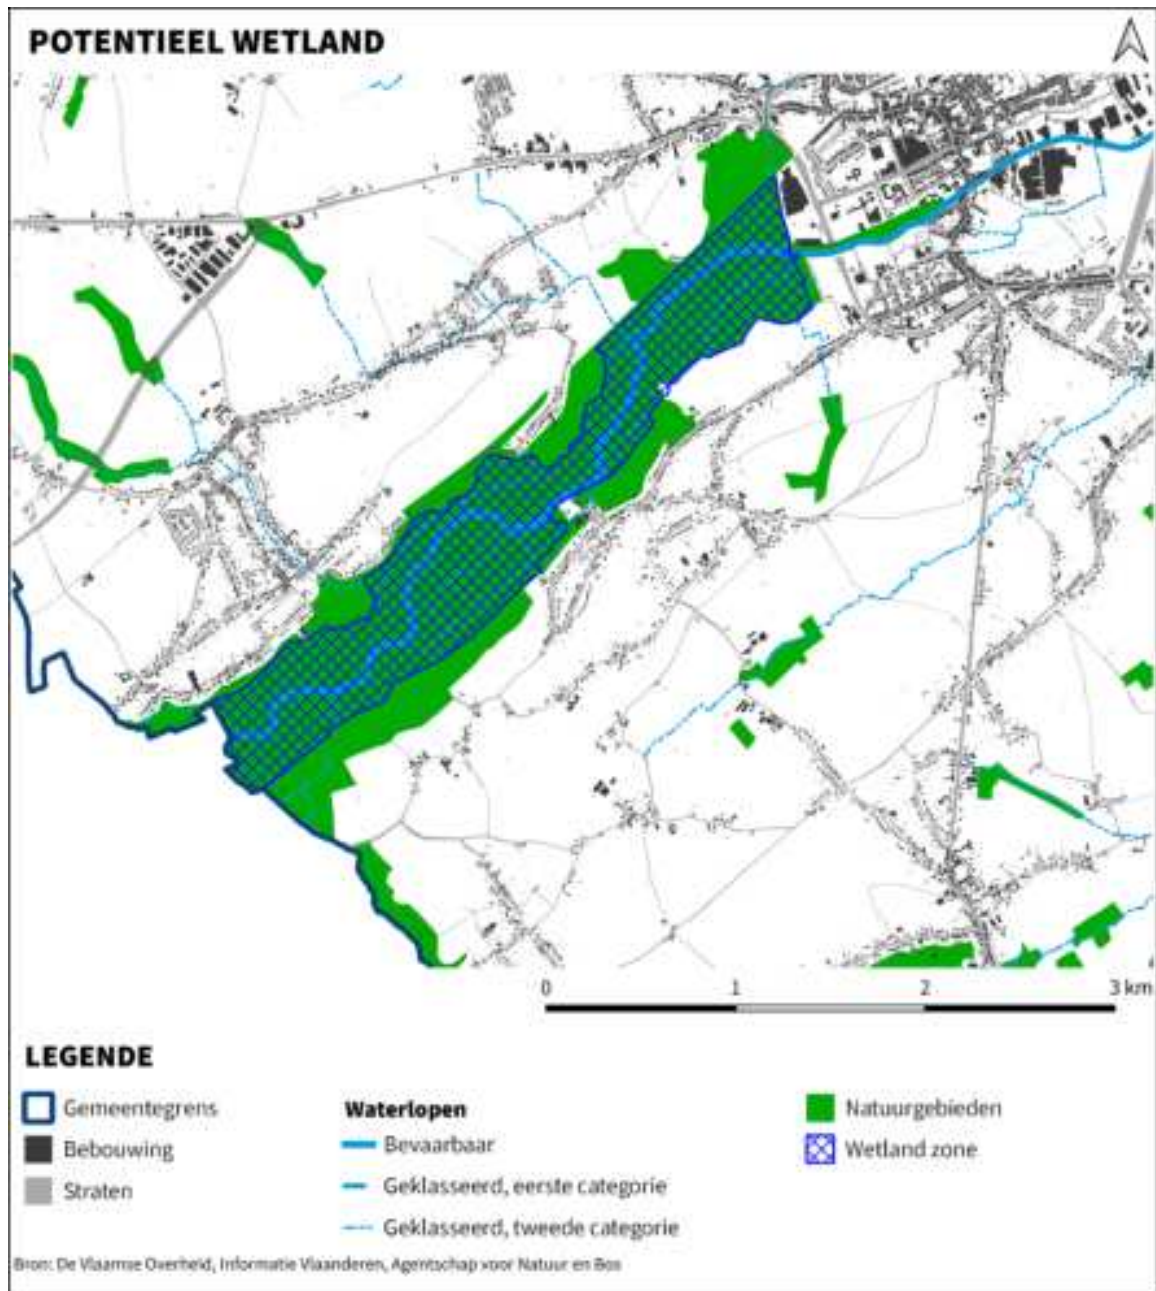 POTENTIEEL WETLAND
0 1 2 3 km
LEGENDE
Gemeentegrens
Bebouwing
Straten
Waterlopen
Bevaarbaar
Geklasseerd, eerste categorie
Geklasseerd, tweede categorie
Natuurgebieden
Wetland zone
Bron: De Vlaamse Overheid, Informatie Vlaanderen, Agentschap voor Natuur en Bos